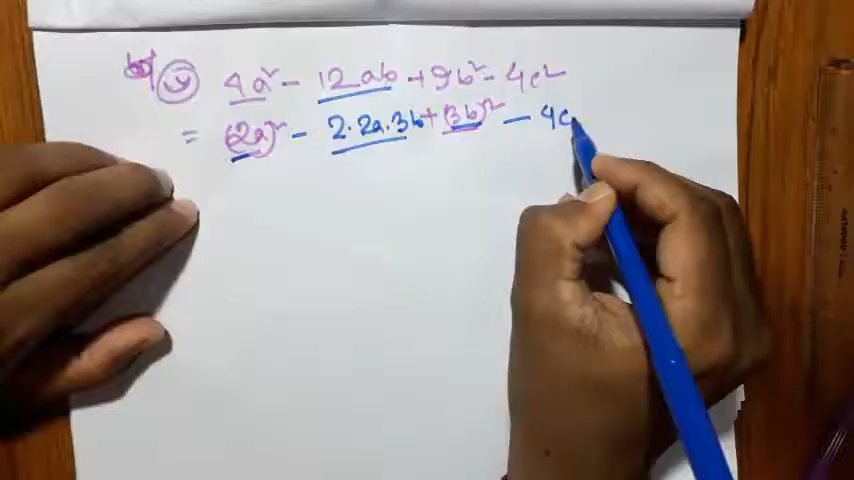 4a² - 12ab + 9b² - 4c²
= (2a)² - 2.2a.3b + (3b)² - 4c